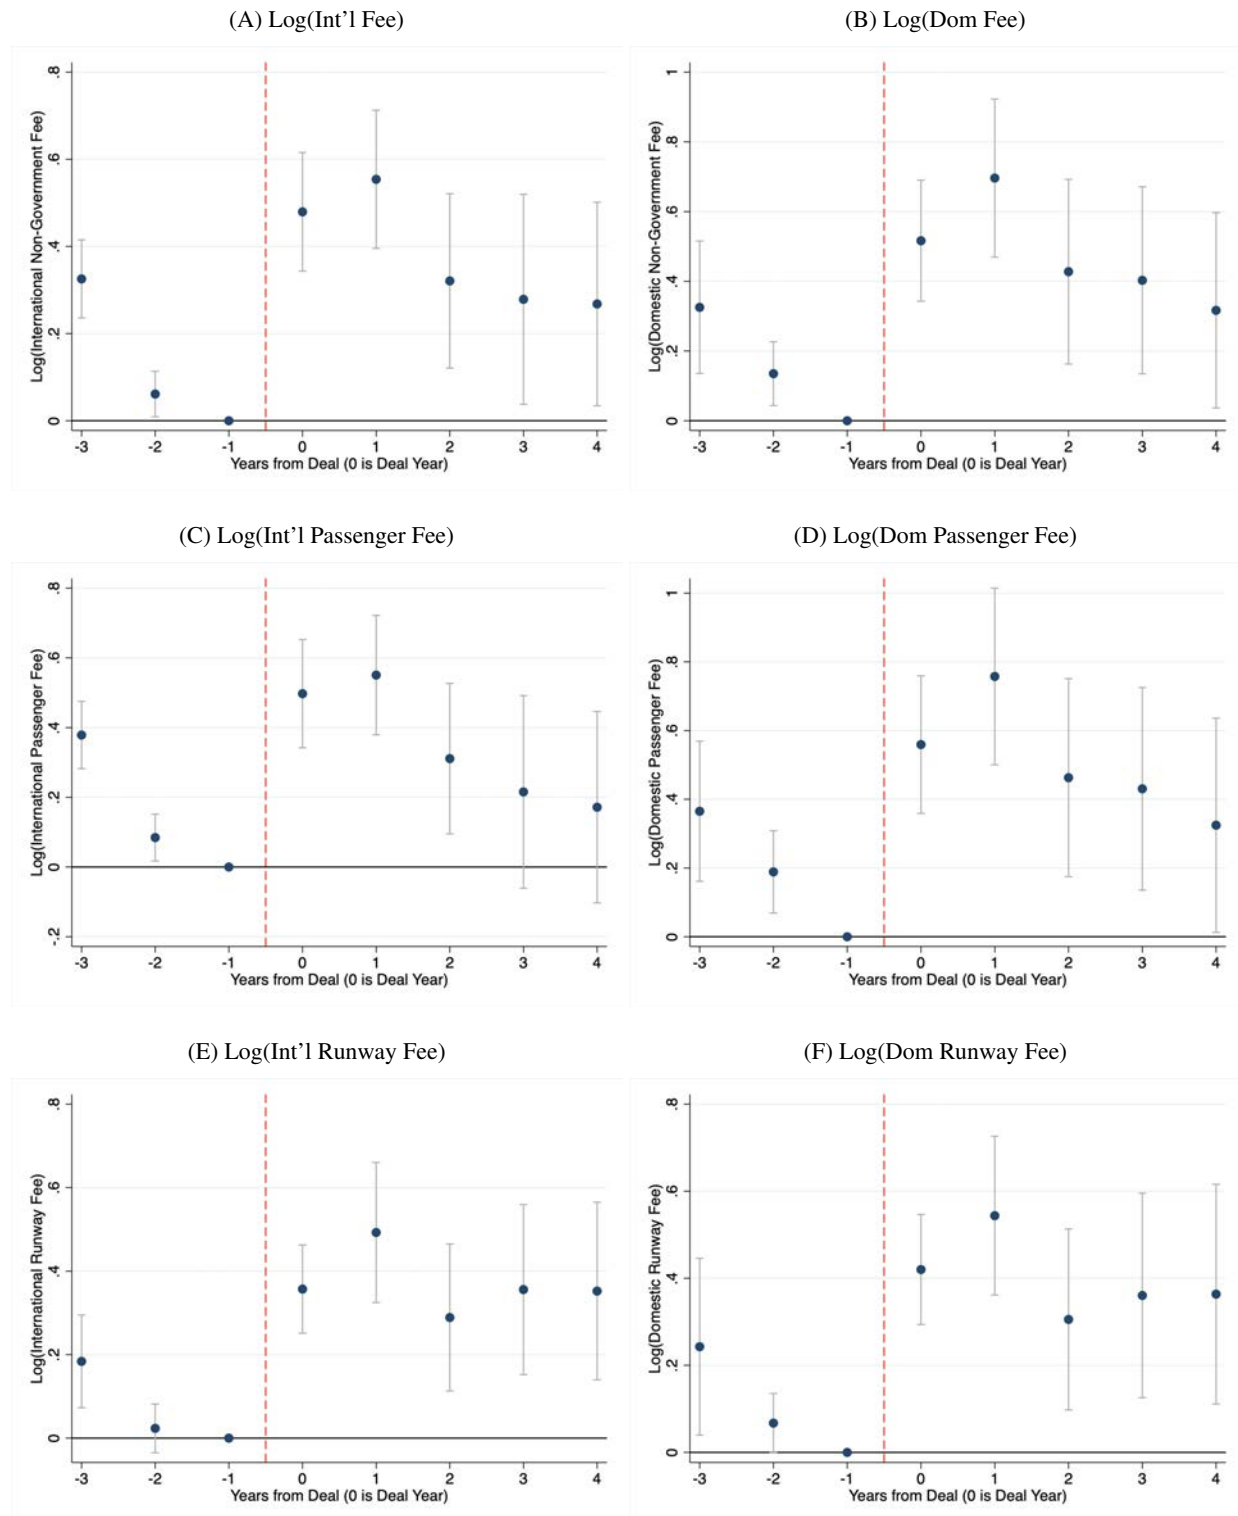 (A) Log(Int'l Fee)
Log(International Non-Government Fee)
.8
.6
.4
.2
0
-3 -2 -1 0 1 2 3 4
Years from Deal (0 is Deal Year)
(B) Log(Dom Fee)
Log(Domestic Non-Government Fee)
1
.8
.6
.4
.2
0
-3 -2 -1 0 1 2 3 4
Years from Deal (0 is Deal Year)
(C) Log(Int'l Passenger Fee)
Log(International Passenger Fee)
.8
.6
.4
.2
0
-.2
-3 -2 -1 0 1 2 3 4
Years from Deal (0 is Deal Year)
(D) Log(Dom Passenger Fee)
Log(Domestic Passenger Fee)
1
.8
.6
.4
.2
0
-3 -2 -1 0 1 2 3 4
Years from Deal (0 is Deal Year)
(E) Log(Int'l Runway Fee)
Log(International Runway Fee)
.8
.6
.4
.2
0
-3 -2 -1 0 1 2 3 4
Years from Deal (0 is Deal Year)
(F) Log(Dom Runway Fee)
Log(Domestic Runway Fee)
.8
.6
.4
.2
0
-3 -2 -1 0 1 2 3 4
Years from Deal (0 is Deal Year)